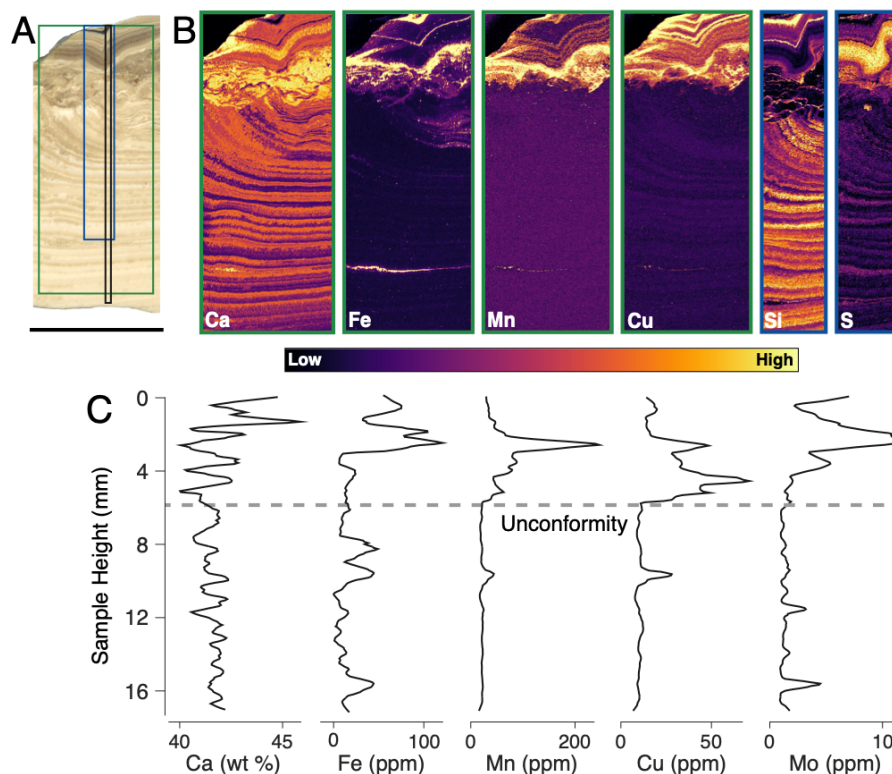 A
B
Ca
Fe
Mn
Cu
Si
S
Low
High
C
0
4
8
12
16
Sample Height (mm)
Unconformity
40
45
0
100
0
200
0
50
0
10
Ca (wt %)
Fe (ppm)
Mn (ppm)
Cu (ppm)
Mo (ppm)